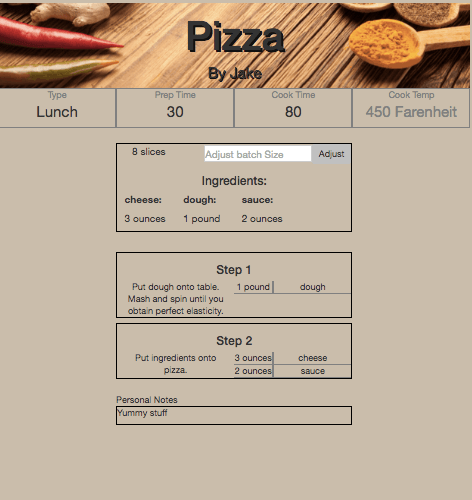 Pizza
By Jake
Type Prep Time Cook Time Cook Temp
Lunch 30 80 450 Farenheit
8 slices Adjust batch Size Adjust
Ingredients:
cheese: dough: sauce:
3 ounces 1 pound 2 ounces
Step 1
Put dough onto table. 1 pound dough
Mash and spin until you
obtain perfect elasticity.
Step 2
Put ingredients onto 3 ounces cheese
pizza. 2 ounces sauce
Personal Notes
Yummy stuff